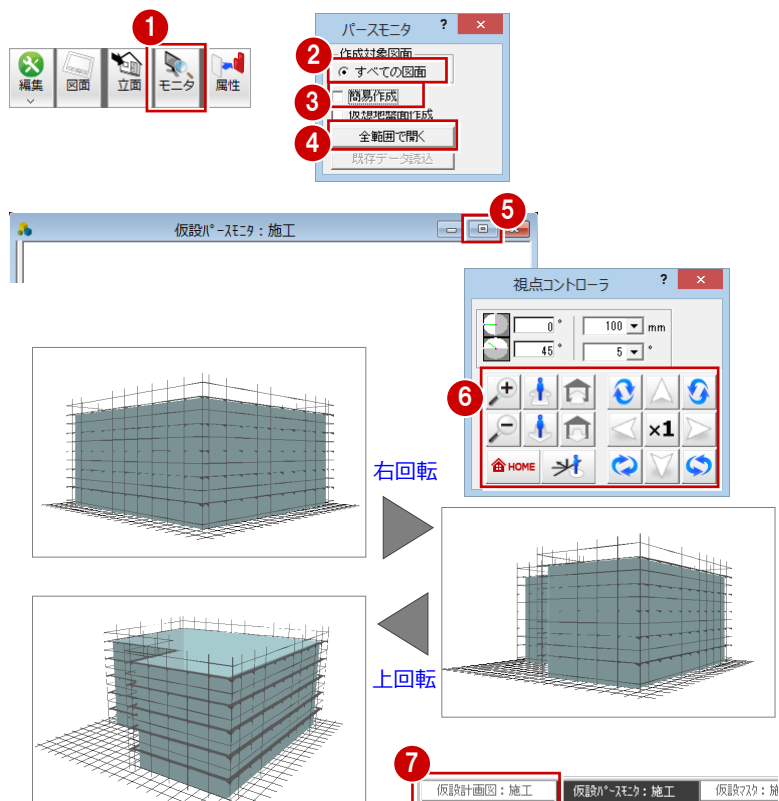 1
編集
図面
立面
モニタ
属性
パースモニタ ? ×
作成対象図面
2
すべての図面
3
簡易作成
仮想地盤面作成
4
全範囲で開く
既存データ読込
5
仮設ﾊﾟｰｽﾓﾆﾀ：施工
視点コントローラ ? ×
0 ° 100 mm
45 ° 5 °
6
×1
HOME
右回転
上回転
7
仮設計画図：施工
仮設ﾊﾟｰｽﾓﾆﾀ：施工
仮設ﾏｽﾀ：施